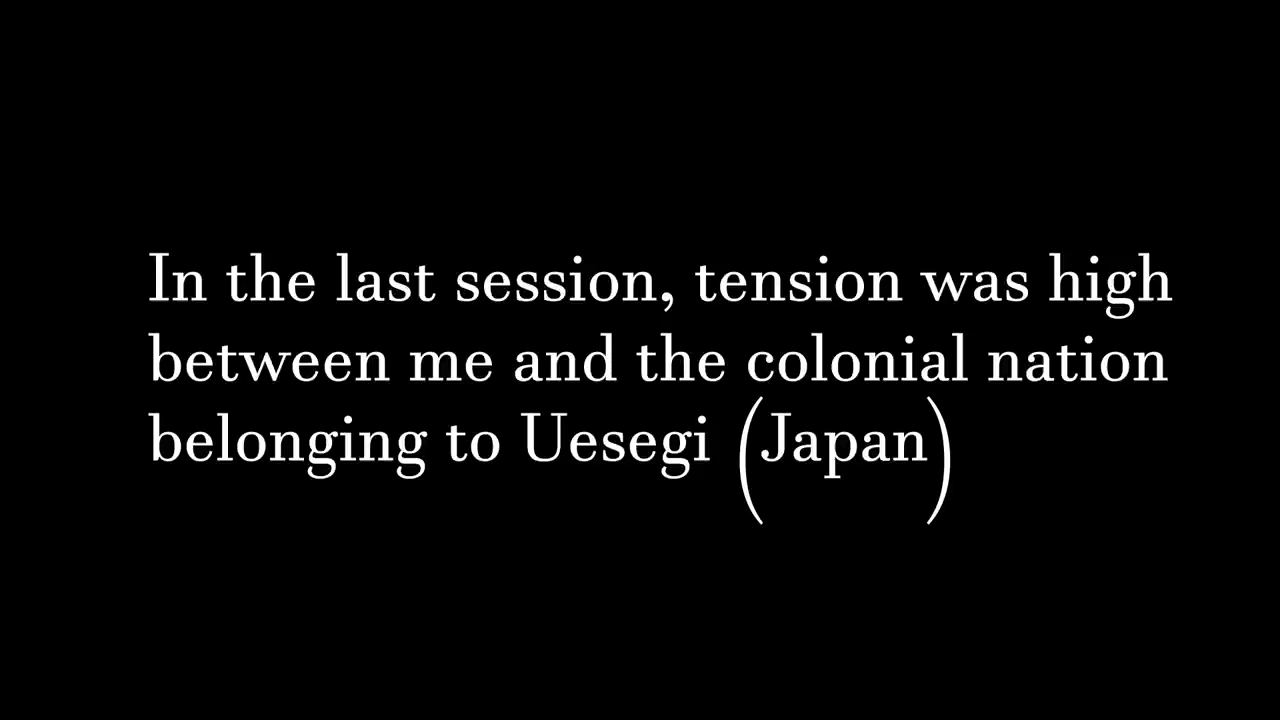 In the last session, tension was high
between me and the colonial nation
belonging to Uesegi (Japan)